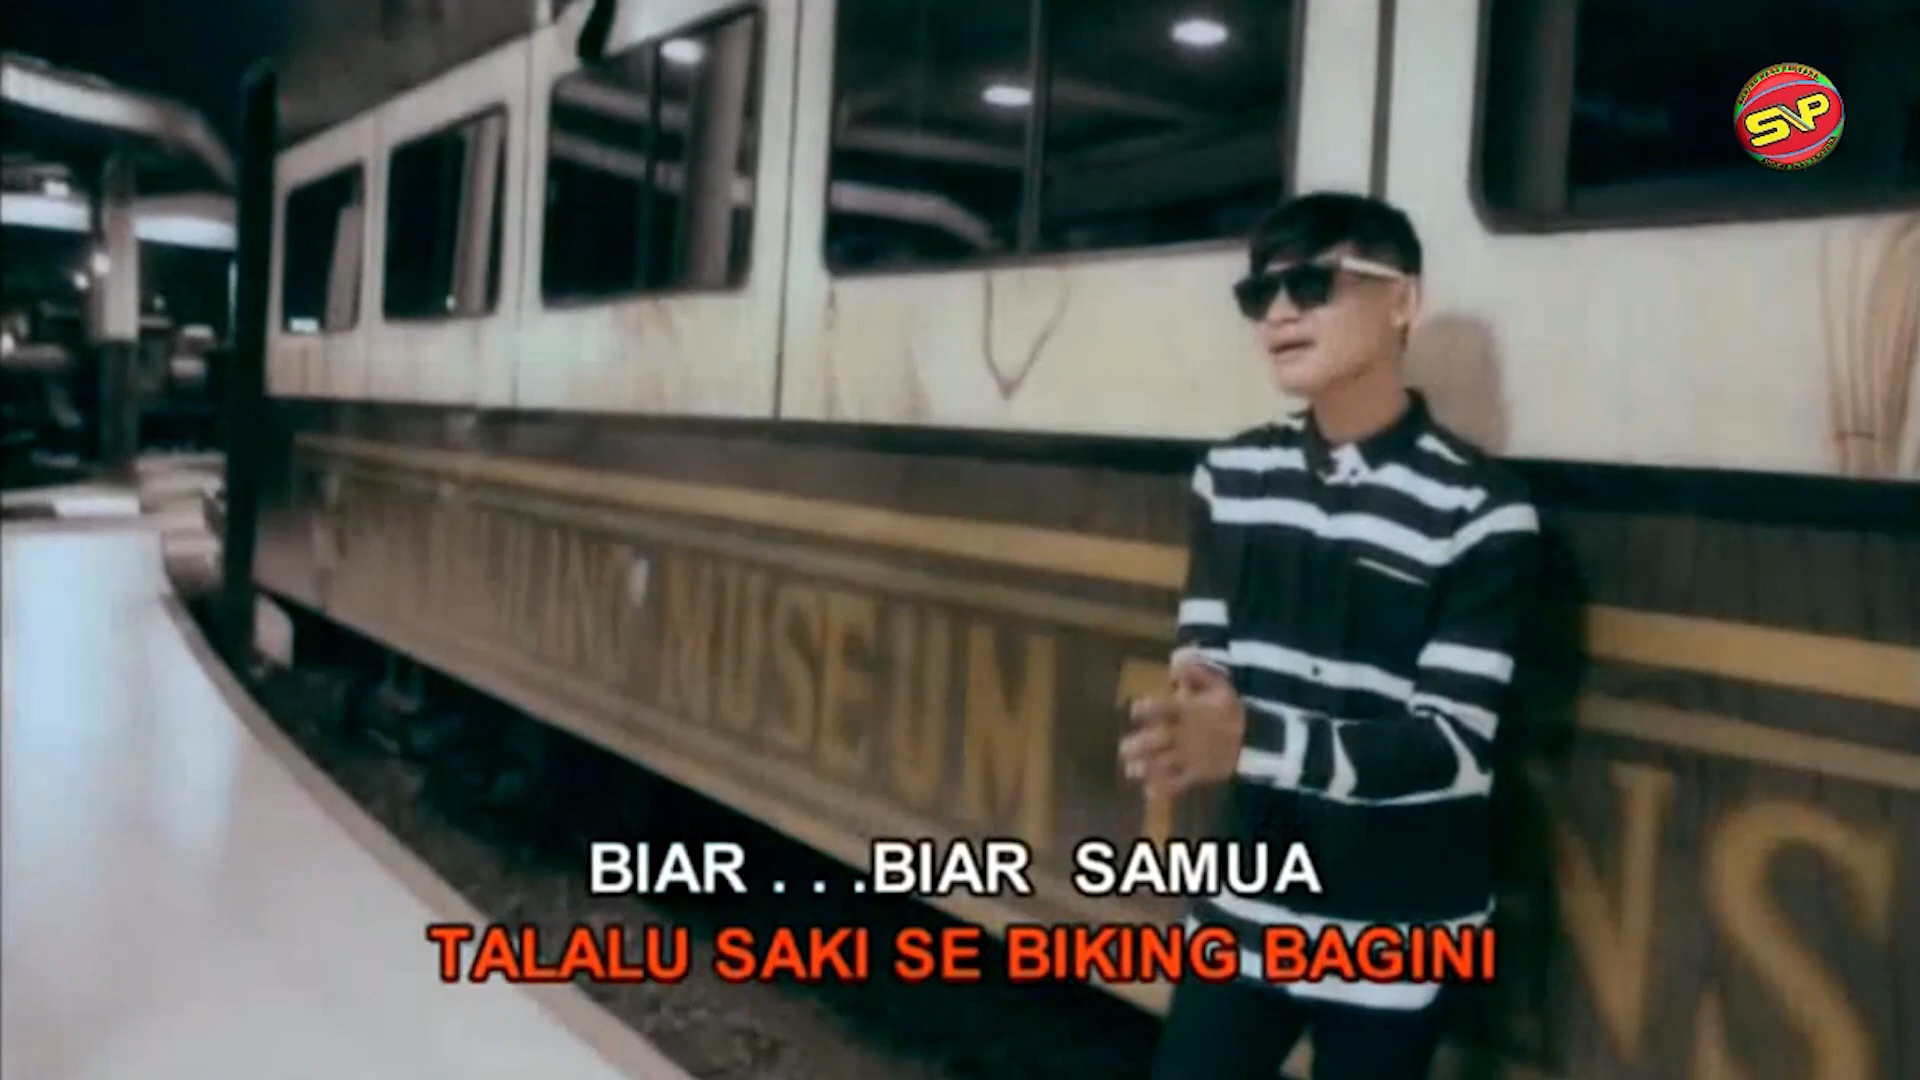 SVP
MUSEUM
BIAR . . .BIAR SAMUA
TALALU SAKI SE BIKING BAGINI